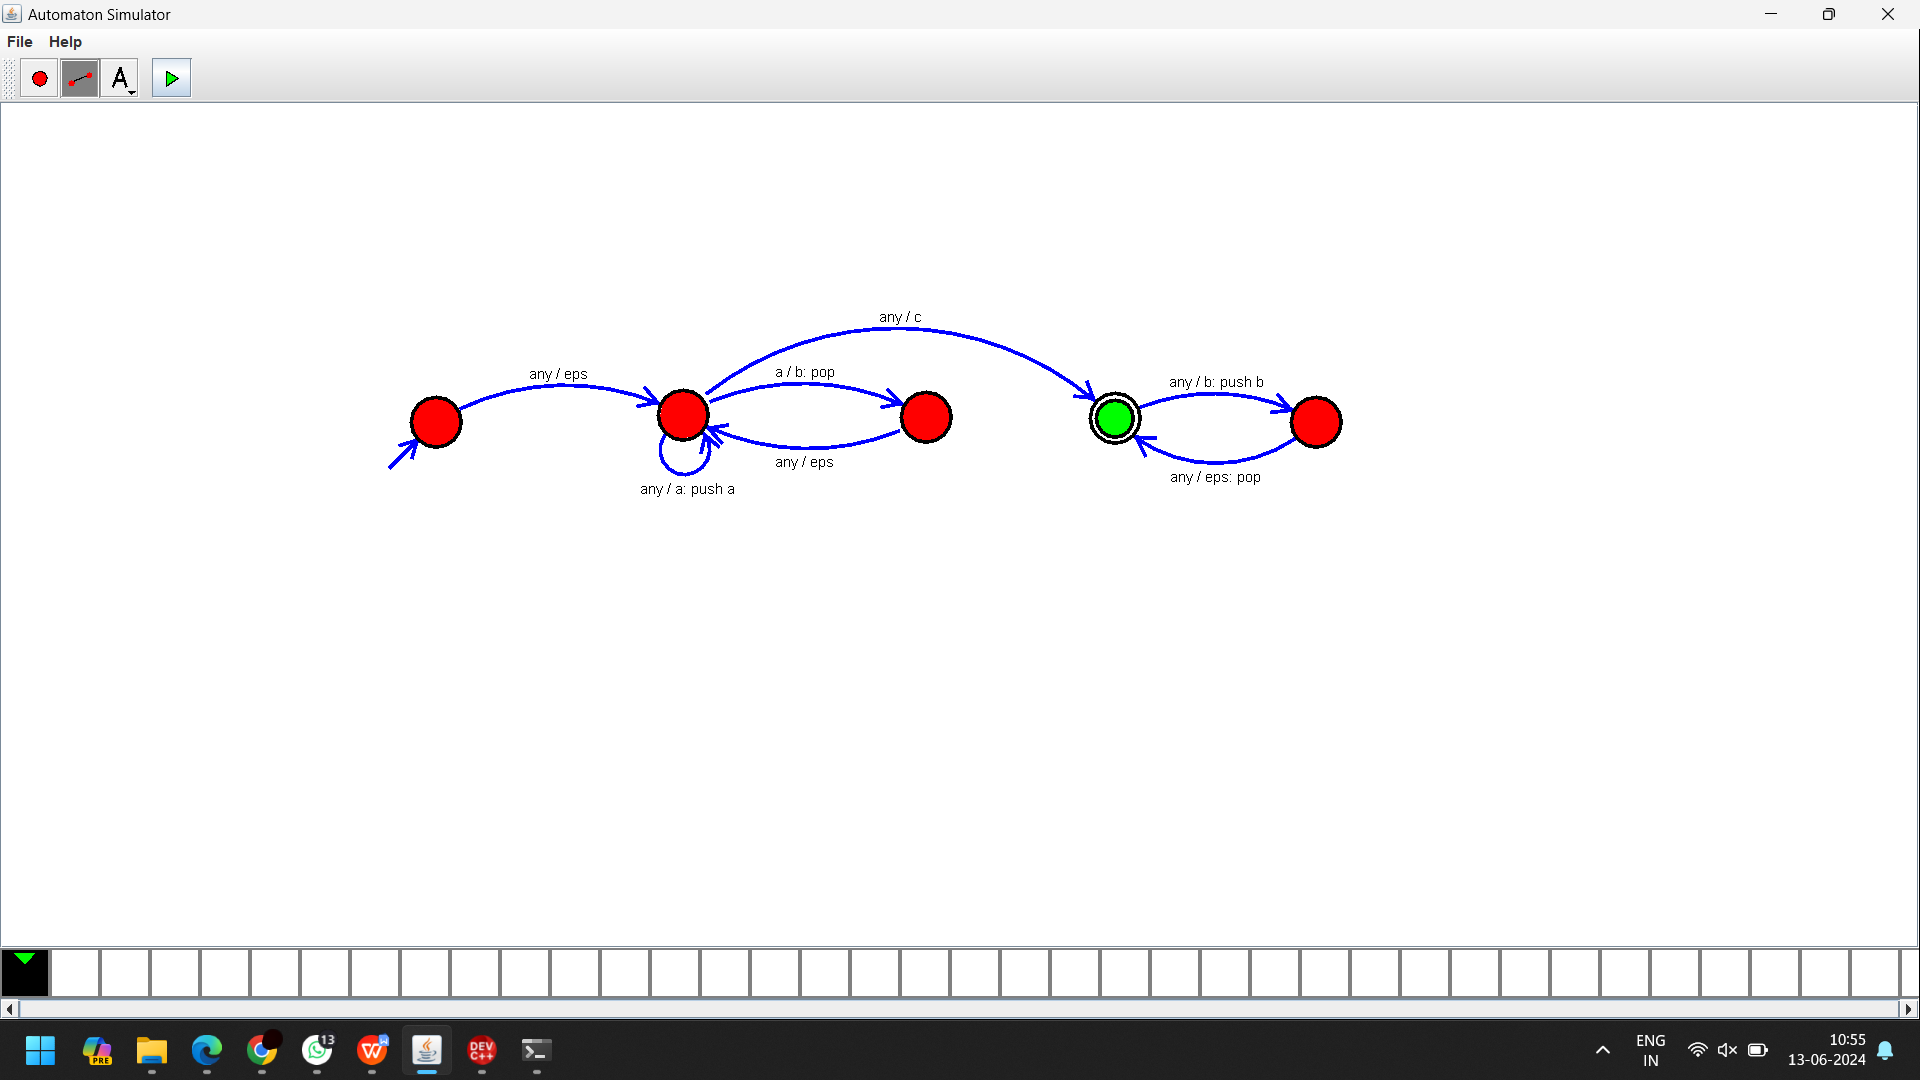 Automaton Simulator
File Help
A
any / c
any / eps
a / b: pop
any / b: push b
any / eps
any / eps: pop
any / a: push a
PRE
13
W
DEV
C++
ENG
IN
10:55
13-06-2024